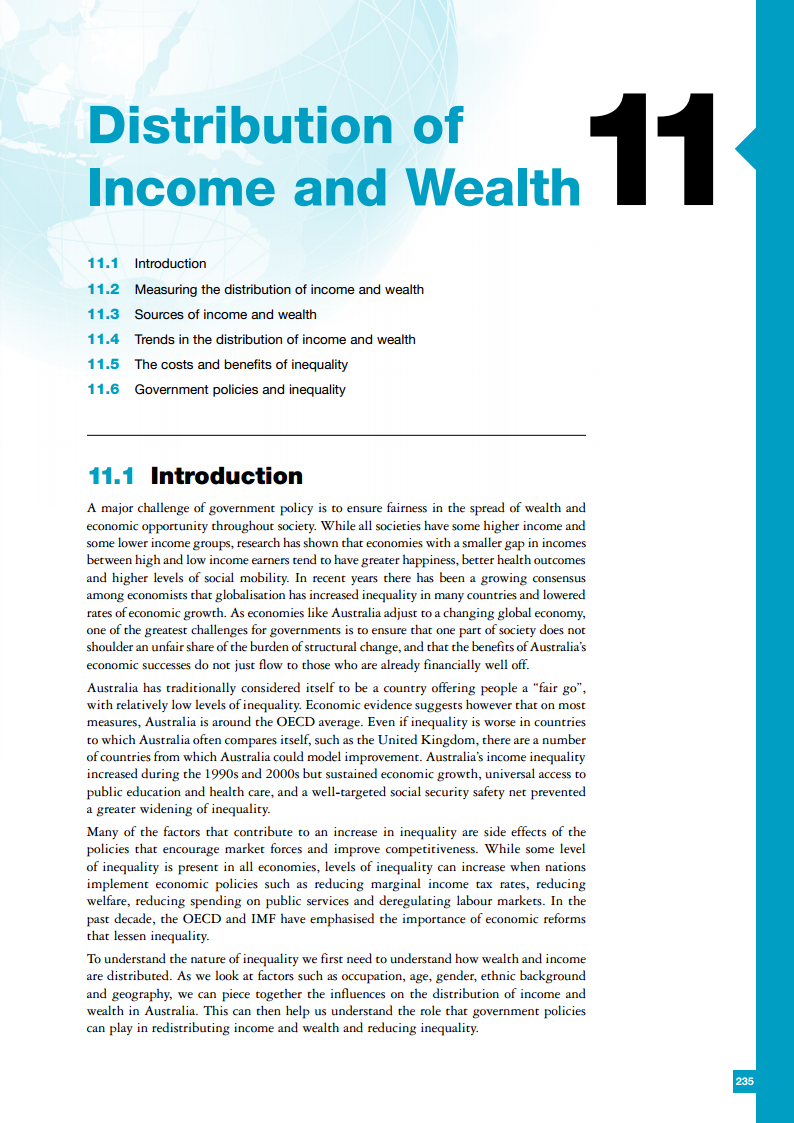 Distribution of
Income and Wealth
11
11.1 Introduction
11.2 Measuring the distribution of income and wealth
11.3 Sources of income and wealth
11.4 Trends in the distribution of income and wealth
11.5 The costs and benefits of inequality
11.6 Government policies and inequality
11.1 Introduction
A major challenge of government policy is to ensure fairness in the spread of wealth and
economic opportunity throughout society. While all societies have some higher income and
some lower income groups, research has shown that economies with a smaller gap in incomes
between high and low income earners tend to have greater happiness, better health outcomes
and higher levels of social mobility. In recent years there has been a growing consensus
among economists that globalisation has increased inequality in many countries and lowered
rates of economic growth. As economies like Australia adjust to a changing global economy,
one of the greatest challenges for governments is to ensure that one part of society does not
shoulder an unfair share of the burden of structural change, and that the benefits of Australia's
economic successes do not just flow to those who are already financially well off.
Australia has traditionally considered itself to be a country offering people a “fair go”,
with relatively low levels of inequality. Economic evidence suggests however that on most
measures, Australia is around the OECD average. Even if inequality is worse in countries
to which Australia often compares itself, such as the United Kingdom, there are a number
of countries from which Australia could model improvement. Australia's income inequality
increased during the 1990s and 2000s but sustained economic growth, universal access to
public education and health care, and a well-targeted social security safety net prevented
a greater widening of inequality.
Many of the factors that contribute to an increase in inequality are side effects of the
policies that encourage market forces and improve competitiveness. While some level
of inequality is present in all economies, levels of inequality can increase when nations
implement economic policies such as reducing marginal income tax rates, reducing
welfare, reducing spending on public services and deregulating labour markets. In the
past decade, the OECD and IMF have emphasised the importance of economic reforms
that lessen inequality.
To understand the nature of inequality we first need to understand how wealth and income
are distributed. As we look at factors such as occupation, age, gender, ethnic background
and geography, we can piece together the influences on the distribution of income and
wealth in Australia. This can then help us understand the role that government policies
can play in redistributing income and wealth and reducing inequality.
235